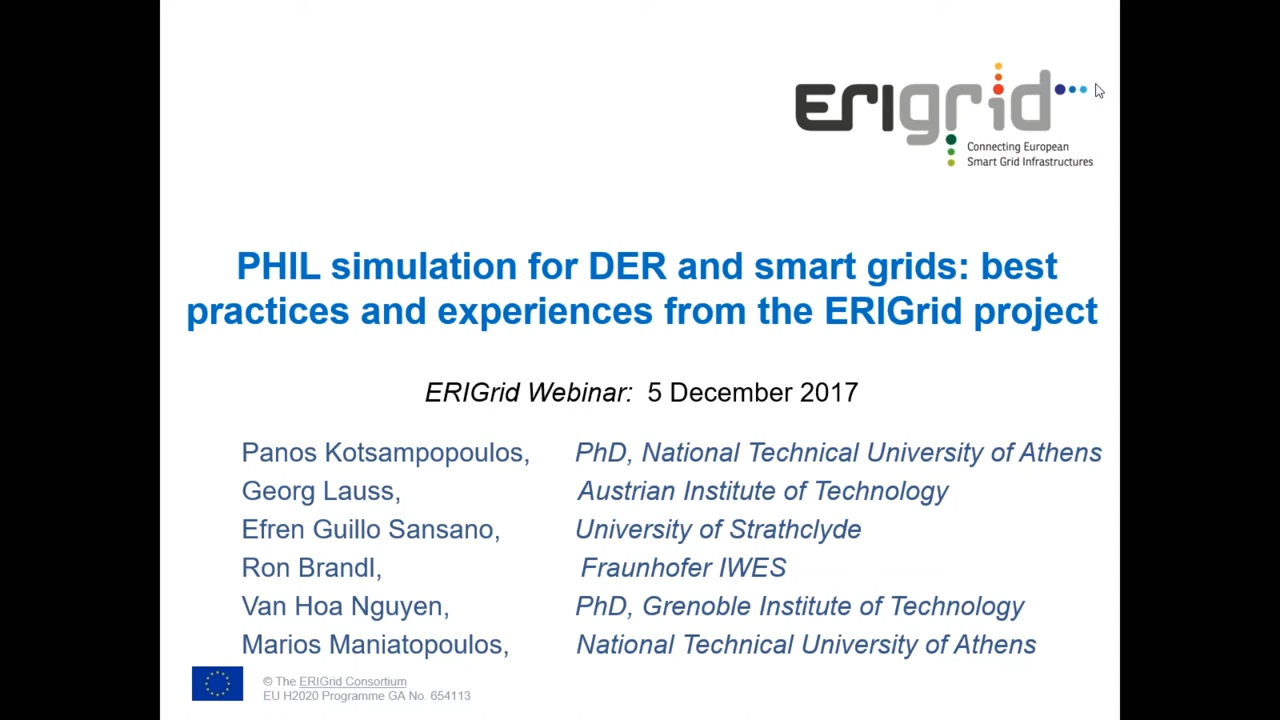 ERIgrid
Connecting European
Smart Grid Infrastructures
PHIL simulation for DER and smart grids: best
practices and experiences from the ERIGrid project
ERIGrid Webinar: 5 December 2017
Panos Kotsampopoulos, PhD, National Technical University of Athens
Georg Lauss, Austrian Institute of Technology
Efren Guillo Sansano, University of Strathclyde
Ron Brandl, Fraunhofer IWES
Van Hoa Nguyen, PhD, Grenoble Institute of Technology
Marios Maniatopoulos, National Technical University of Athens
© The ERIGrid Consortium
EU H2020 Programme GA No. 654113